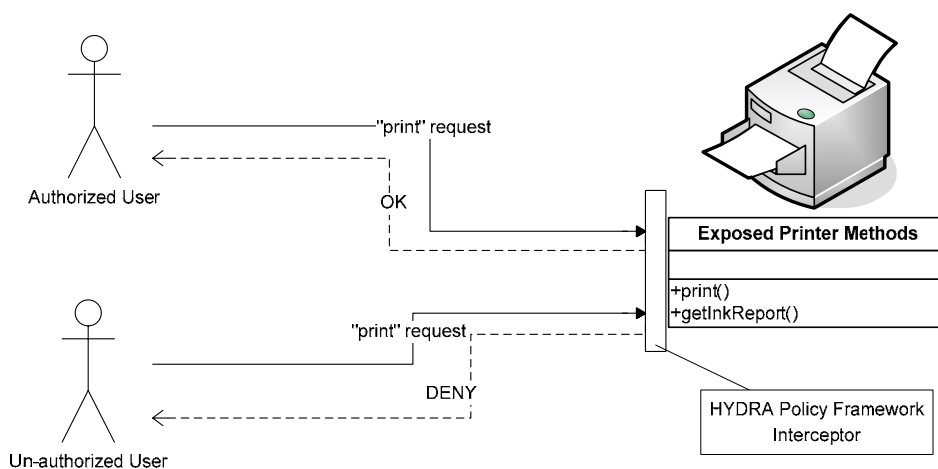 "print" request
Authorized User
OK
Exposed Printer Methods
+print()
+getInkReport()
"print" request
DENY
HYDRA Policy Framework
Interceptor
Un-authorized User